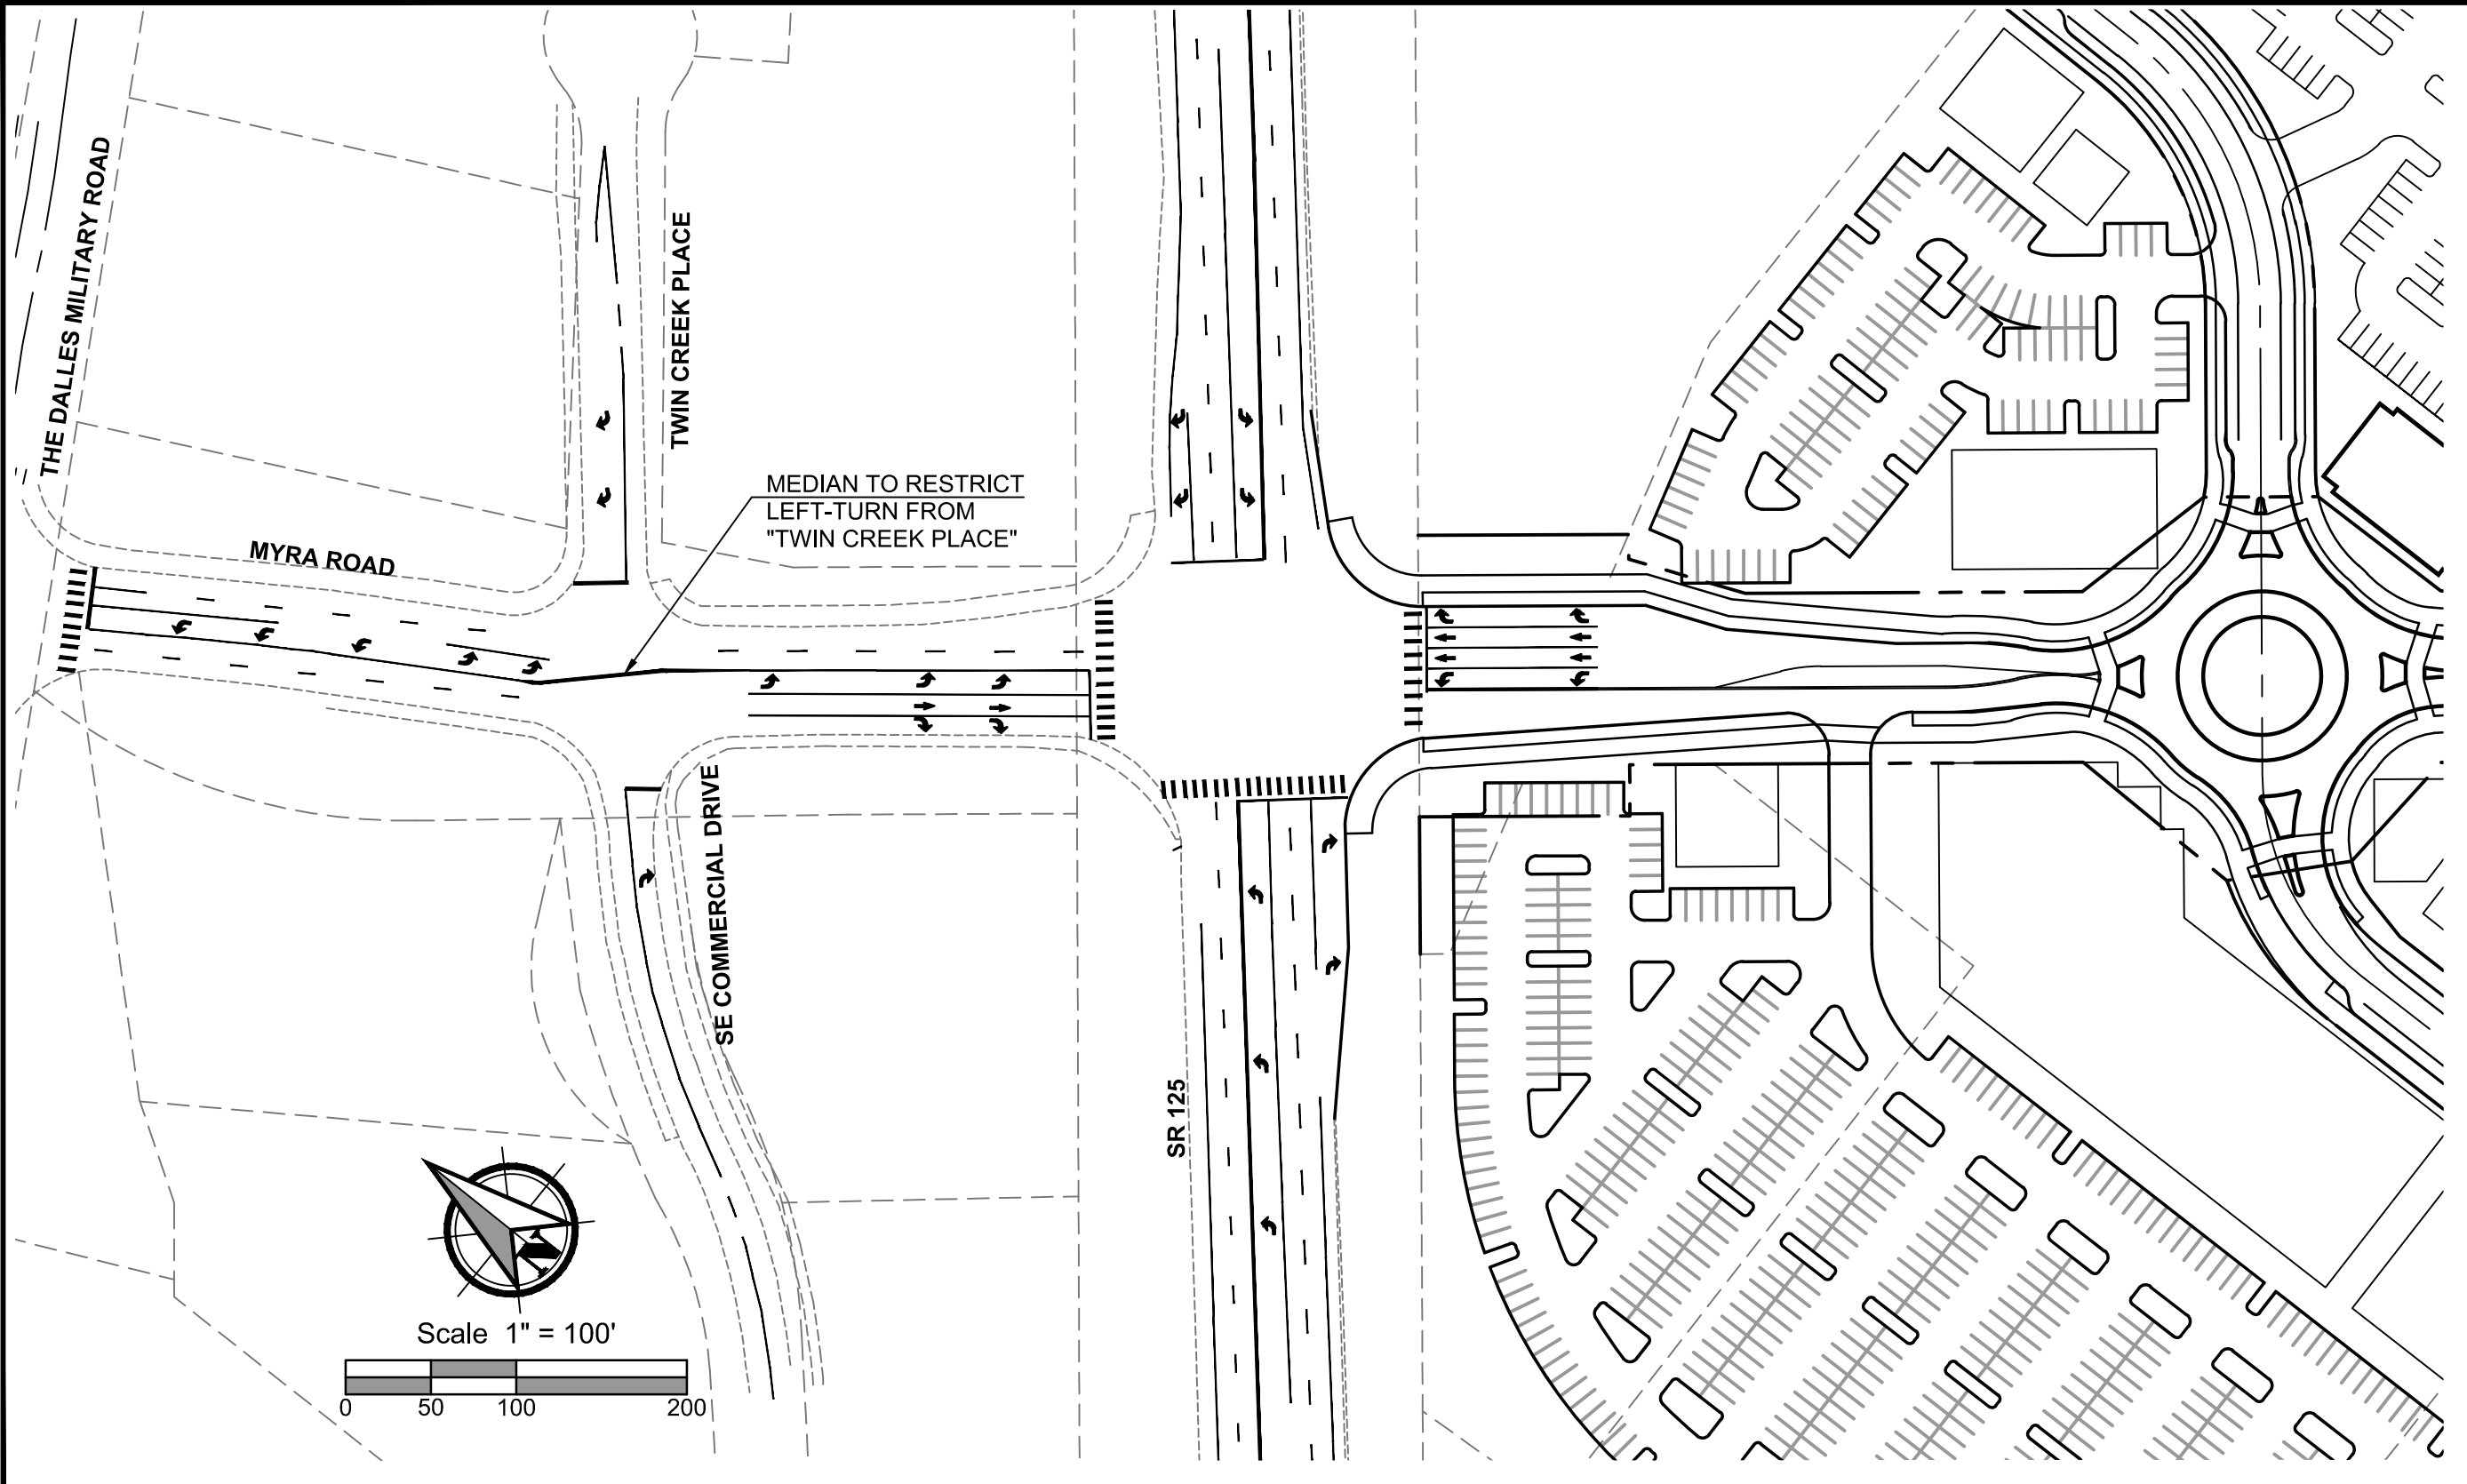 THE DALLES MILITARY ROAD
TWIN CREEK PLACE
MEDIAN TO RESTRICT
LEFT-TURN FROM
"TWIN CREEK PLACE"
MYRA ROAD
SE COMMERCIAL DRIVE
SR 125
N
Scale 1" = 100'
0 50 100 200